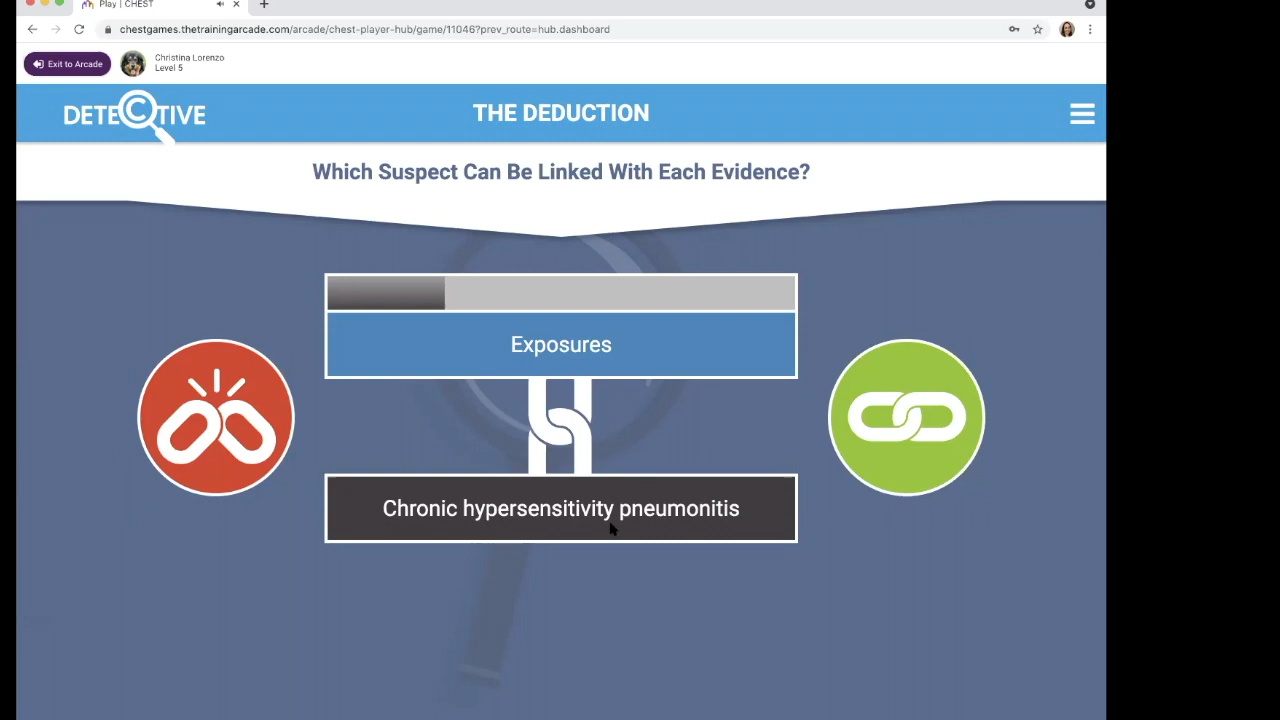 Play | CHEST
chestgames.thetrainingarcade.com/arcade/chest-player-hub/game/11046?prev_route=hub.dashboard
Exit to Arcade
Christina Lorenzo
Level 5
DETECTIVE
THE DEDUCTION
Which Suspect Can Be Linked With Each Evidence?
Exposures
Chronic hypersensitivity pneumonitis